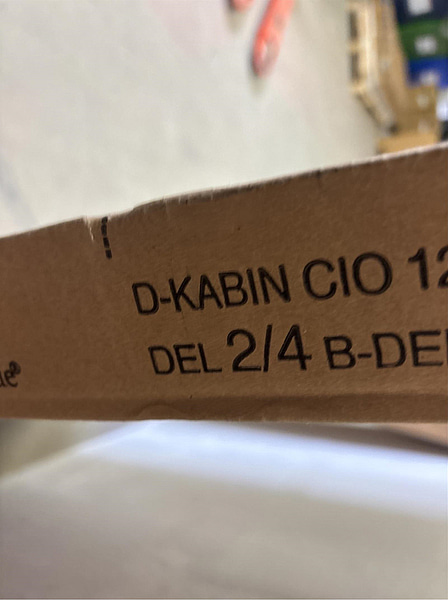 D-KABIN CIO 12
DEL 2/4 B-DEL